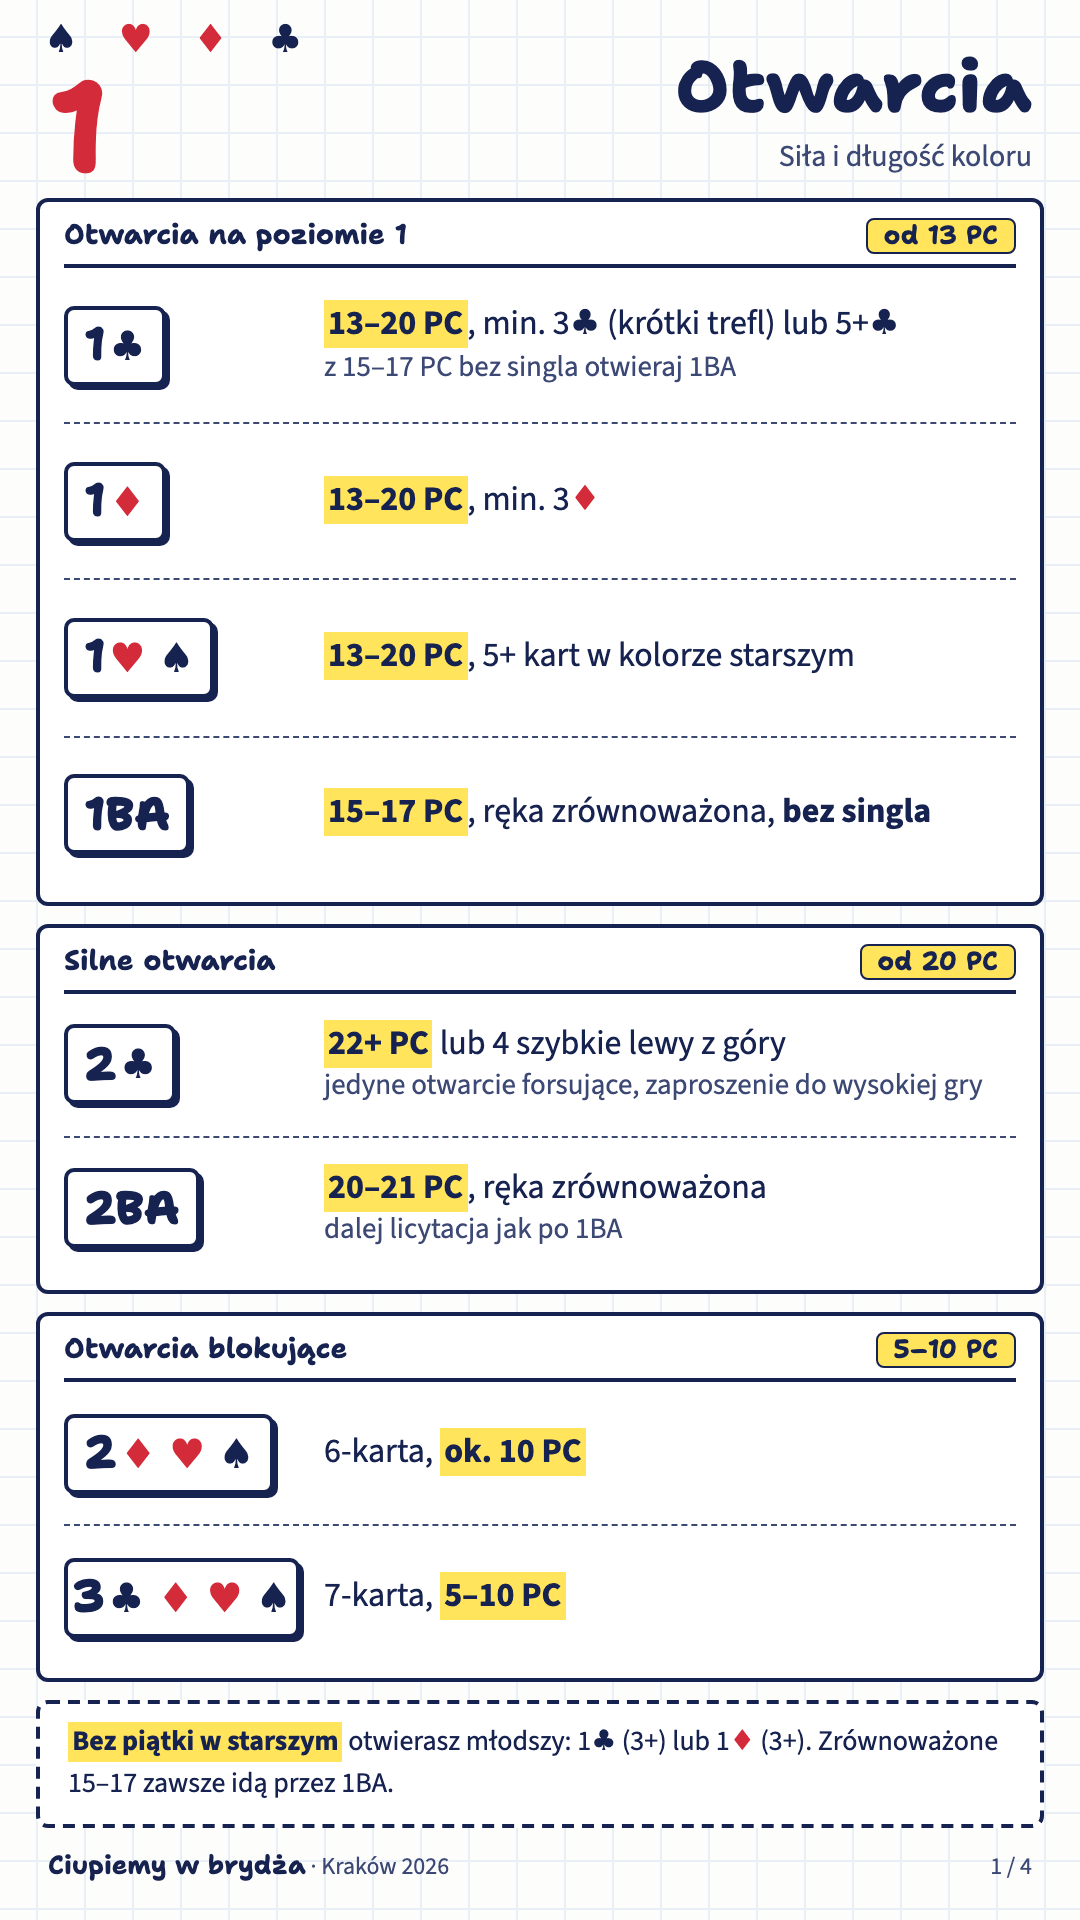 ♠ ♥ ♦ ♣
1
Otwarcia
Siła i długość koloru
Otwarcia na poziomie 1
od 13 PC
1♣
13–20 PC, min. 3♣ (krótki trefl) lub 5+♣
z 15–17 PC bez singla otwieraj 1BA
1♦
13–20 PC, min. 3♦
1♥ ♠
13–20 PC, 5+ kart w kolorze starszym
1BA
15–17 PC, ręka zrównoważona, bez singla
Silne otwarcia
od 20 PC
2♣
22+ PC lub 4 szybkie lewy z góry
jedyne otwarcie forsujące, zaproszenie do wysokiej gry
2BA
20–21 PC, ręka zrównoważona
dalej licytacja jak po 1BA
Otwarcia blokujące
5–10 PC
2♦ ♥ ♠
6-karta, ok. 10 PC
3♣ ♦ ♥ ♠
7-karta, 5–10 PC
Bez piątki w starszym otwierasz młodszy: 1♣ (3+) lub 1♦ (3+). Zrównoważone
15–17 zawsze idą przez 1BA.
Ciupiemy w brydża · Kraków 2026
1 / 4